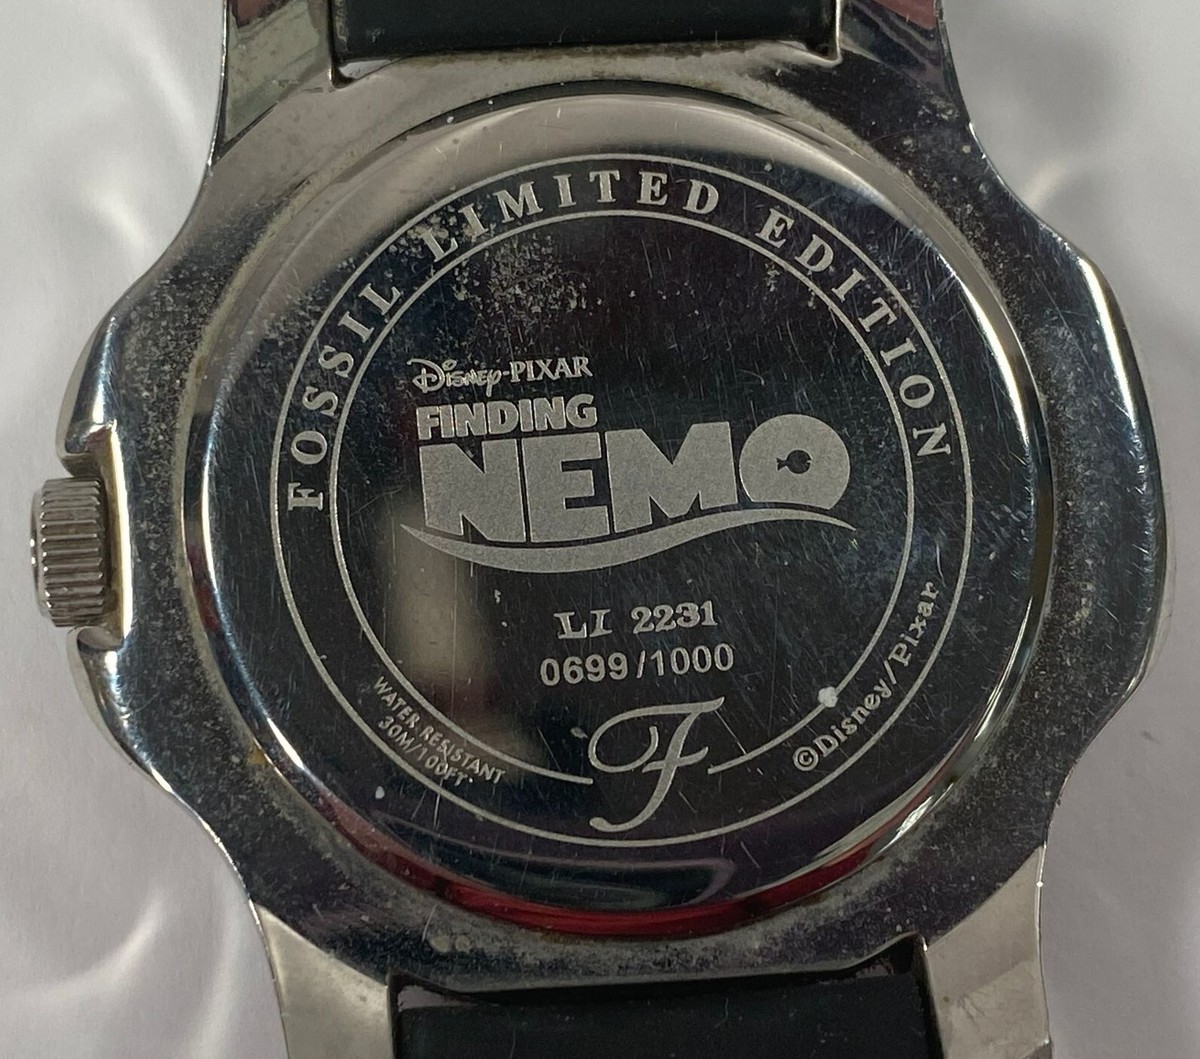 FOSSIL LIMITED EDITION
Disney·PIXAR
FINDING
NEMO
LI 2231
0699/1000
WATER RESISTANT
30M/100FT
F
©Disney/Pixar